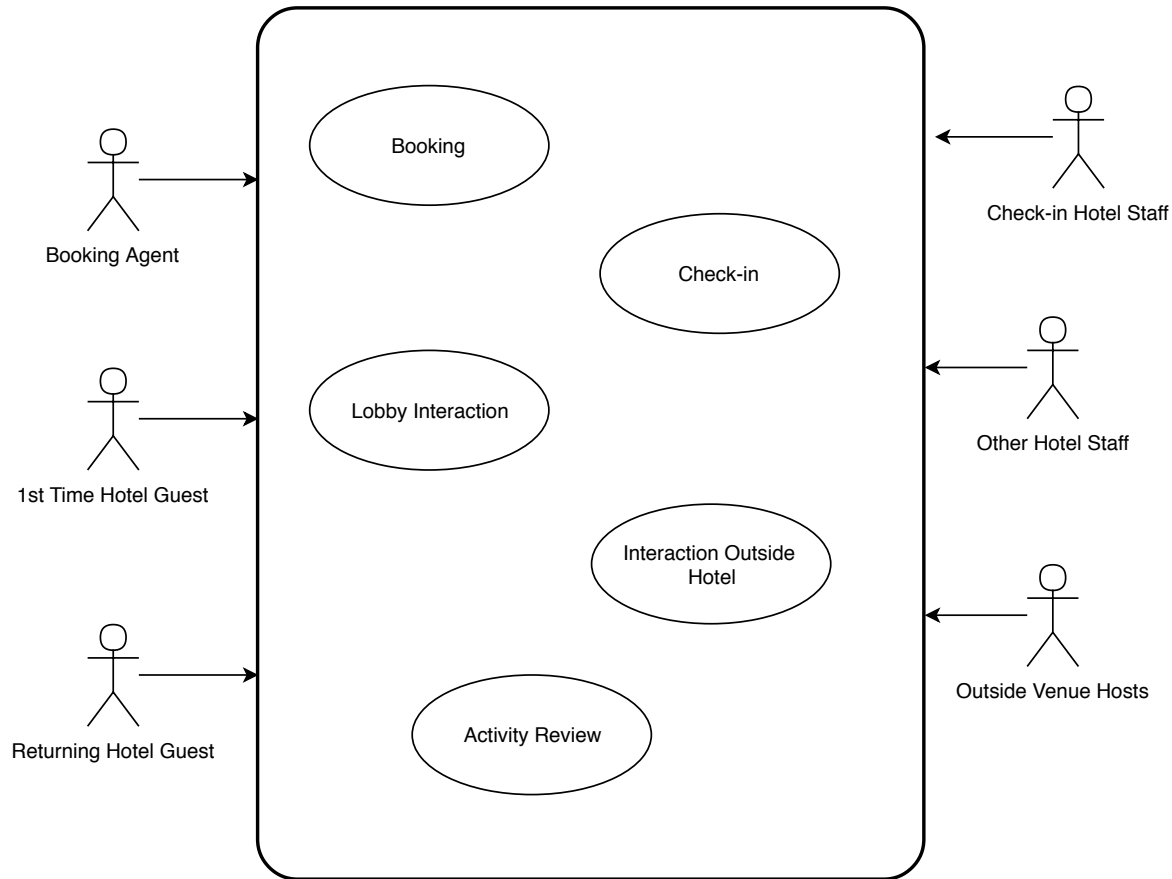 Booking
Booking Agent
Check-in Hotel Staff
Check-in
Lobby Interaction
1st Time Hotel Guest
Other Hotel Staff
Interaction Outside
Hotel
Outside Venue Hosts
Activity Review
Returning Hotel Guest